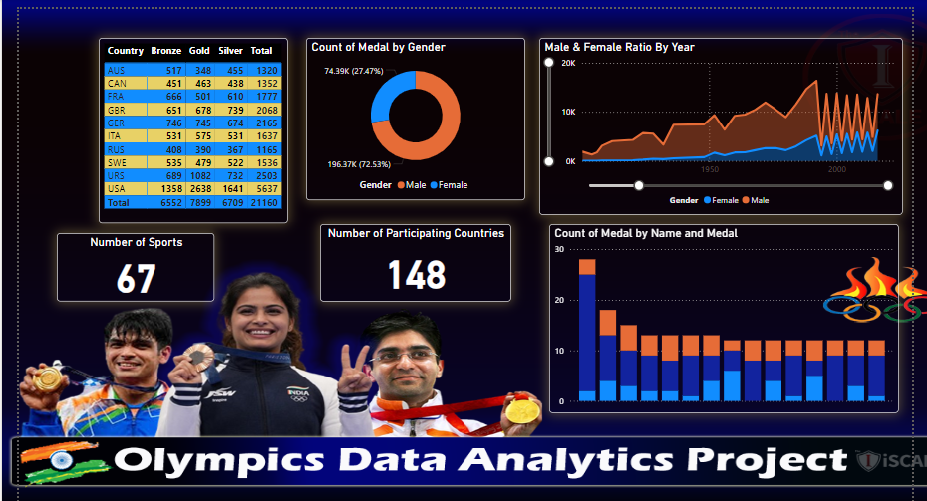 Country Bronze Gold Silver Total
AUS 517 348 455 1320
CAN 451 463 438 1352
FRA 666 501 610 1777
GBR 651 678 739 2068
GER 746 745 674 2165
ITA 531 575 531 1637
RUS 408 390 367 1165
SWE 535 479 522 1536
URS 689 1082 732 2503
USA 1358 2638 1641 5637
Total 6552 7899 6709 21160
Count of Medal by Gender
74.39K (27.47%)
196.37K (72.53%)
Gender Male Female
Male & Female Ratio By Year
20K
10K
0K
1950 2000
Gender Female Male
Number of Sports
67
Number of Participating Countries
148
Count of Medal by Name and Medal
30
20
10
0
INDIA
JSW
Olympics Data Analytics Project